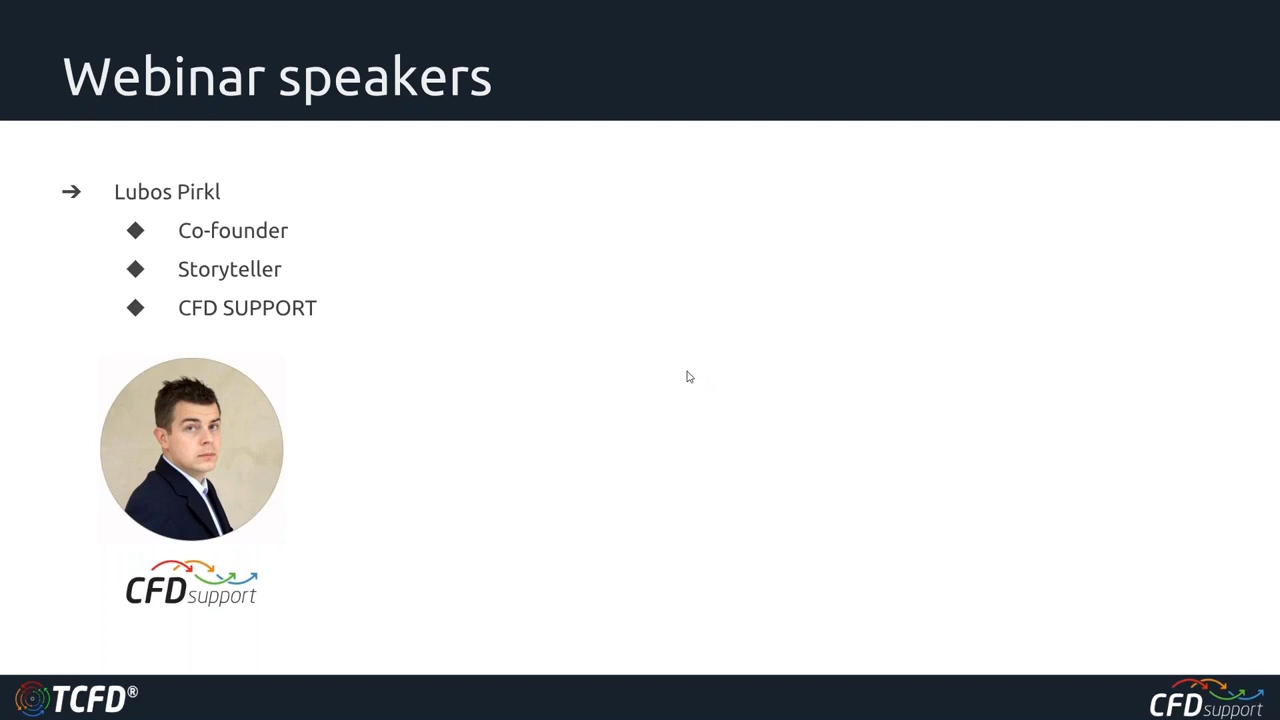 Webinar speakers
➔ Lubos Pirkl
◆ Co-founder
◆ Storyteller
◆ CFD SUPPORT
CFD support
TCFD®
CFD support